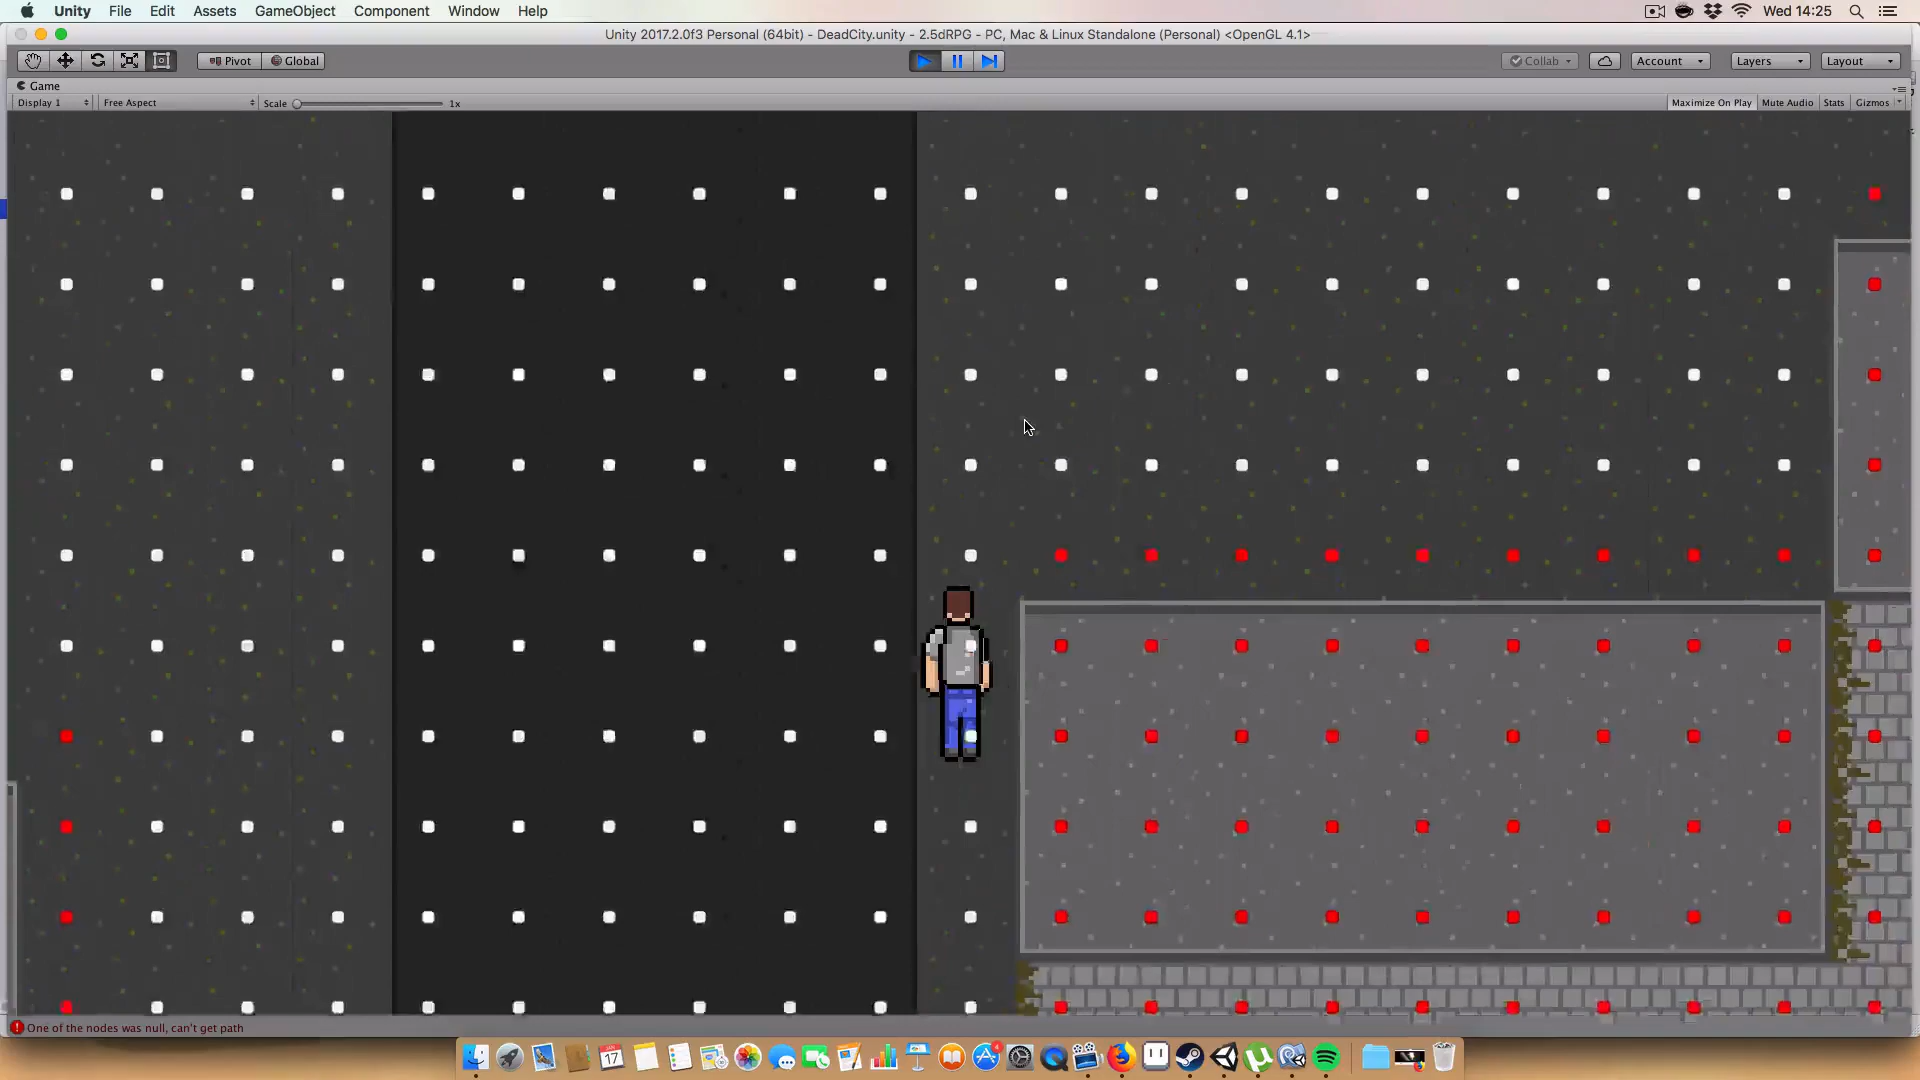 Unity File Edit Assets GameObject Component Window Help Wed 14:25
Unity 2017.2.0f3 Personal (64bit) - DeadCity.unity - 2.5dRPG - PC, Mac & Linux Standalone (Personal) <OpenGL 4.1>
Pivot Global Collab Account Layers Layout
Game
Display 1 Free Aspect Scale 1x Maximize On Play Mute Audio Stats Gizmos
One of the nodes was null, can't get path
JAN
17
4